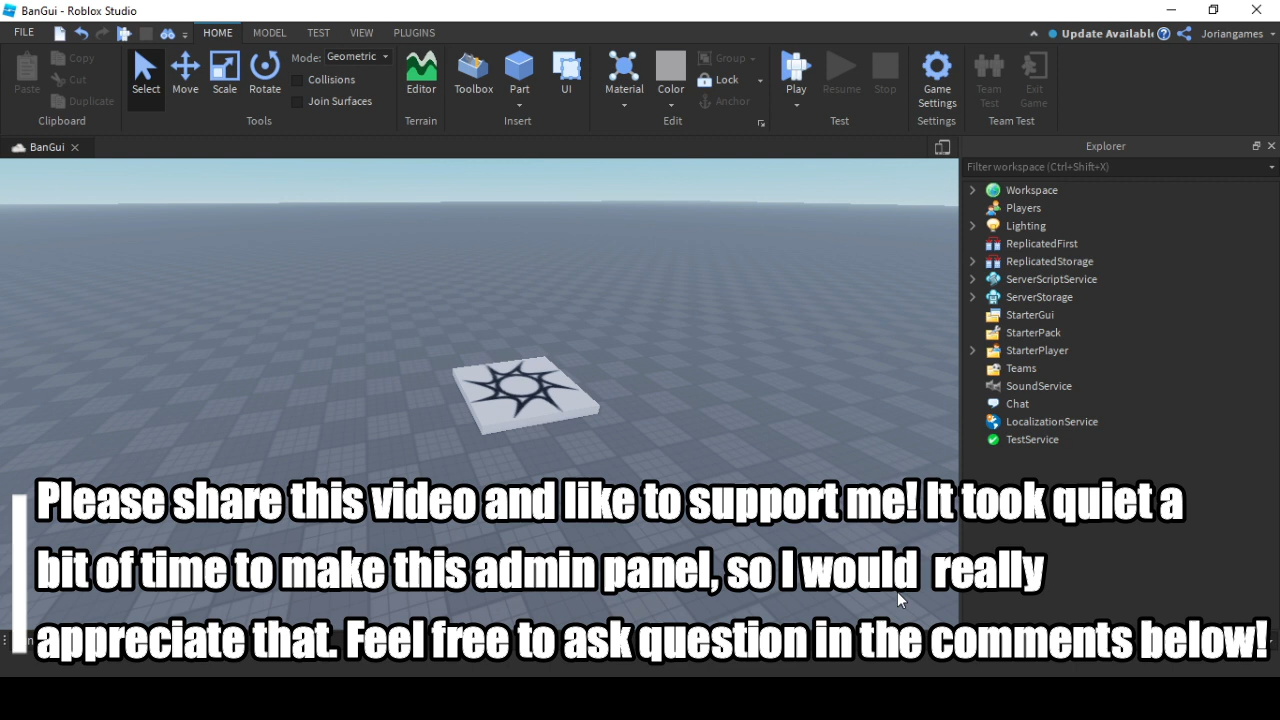 BanGui - Roblox Studio
FILE HOME MODEL TEST VIEW PLUGINS Update Available Joriangames
Paste Copy Cut Duplicate Select Move Scale Rotate Mode: Geometric Collisions Join Surfaces Editor Toolbox Part UI Material Color Group Lock Anchor Play Resume Stop Game Settings Team Test Exit Game
Clipboard Tools Terrain Insert Edit Test Settings Team Test
BanGui
Explorer
Filter workspace (Ctrl+Shift+X)
Workspace
Players
Lighting
ReplicatedFirst
ReplicatedStorage
ServerScriptService
ServerStorage
StarterGui
StarterPack
StarterPlayer
Teams
SoundService
Chat
LocalizationService
TestService
Please share this video and like to support me! It took quiet a
bit of time to make this admin panel, so I would really
appreciate that. Feel free to ask question in the comments below!